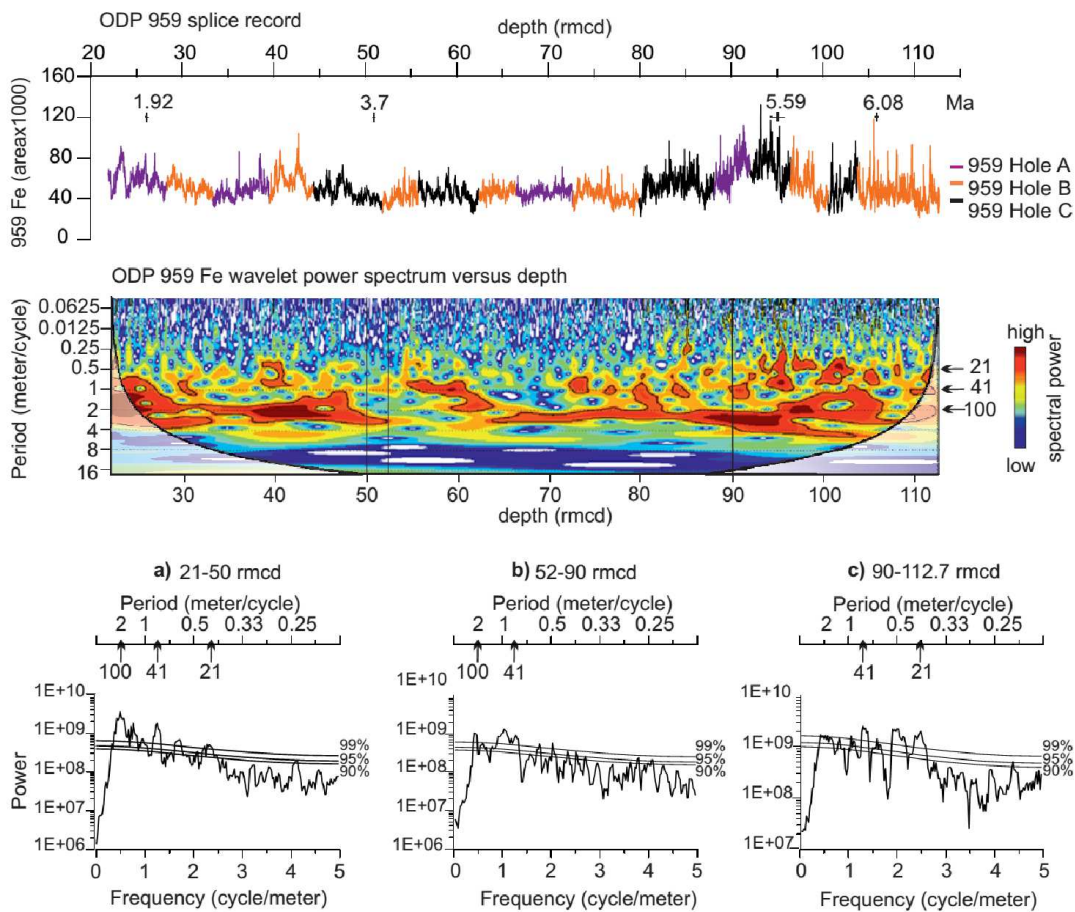 ODP 959 splice record
depth (rmcd)
20 30 40 50 60 70 80 90 100 110
160
120
80
40
0
959 Fe (areax1000)
1.92 3.7 5.59 6.08 Ma
959 Hole A
959 Hole B
959 Hole C
ODP 959 Fe wavelet power spectrum versus depth
Period (meter/cycle)
0.0625
0.0125
0.25
0.5
1
2
4
8
16
21
41
100
high
low
spectral power
30 40 50 60 70 80 90 100 110
depth (rmcd)
a) 21-50 rmcd
Period (meter/cycle)
2 1 0.5 0.33 0.25
100 41 21
1E+10
1E+09
1E+08
1E+07
1E+06
Power
99%
95%
90%
0 1 2 3 4 5
Frequency (cycle/meter)
b) 52-90 rmcd
Period (meter/cycle)
2 1 0.5 0.33 0.25
100 41
1E+10
1E+09
1E+08
1E+07
1E+06
99%
95%
90%
0 1 2 3 4 5
Frequency (cycle/meter)
c) 90-112.7 rmcd
Period (meter/cycle)
2 1 0.5 0.33 0.25
41 21
1E+10
1E+09
1E+08
1E+07
99%
95%
90%
0 1 2 3 4 5
Frequency (cycle/meter)